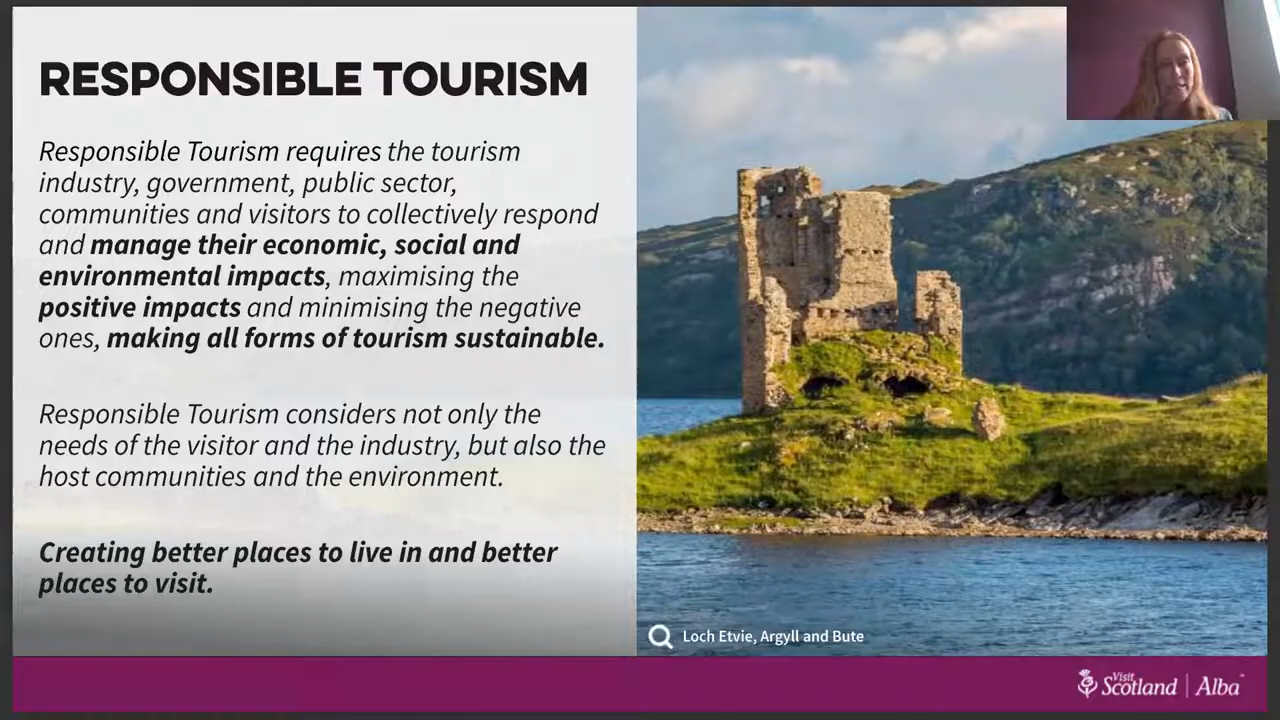 RESPONSIBLE TOURISM
Responsible Tourism requires the tourism
industry, government, public sector,
communities and visitors to collectively respond
and manage their economic, social and
environmental impacts, maximising the
positive impacts and minimising the negative
ones, making all forms of tourism sustainable.
Responsible Tourism considers not only the
needs of the visitor and the industry, but also the
host communities and the environment.
Creating better places to live in and better
places to visit.
Loch Etvie, Argyll and Bute
Visit
Scotland | Alba™